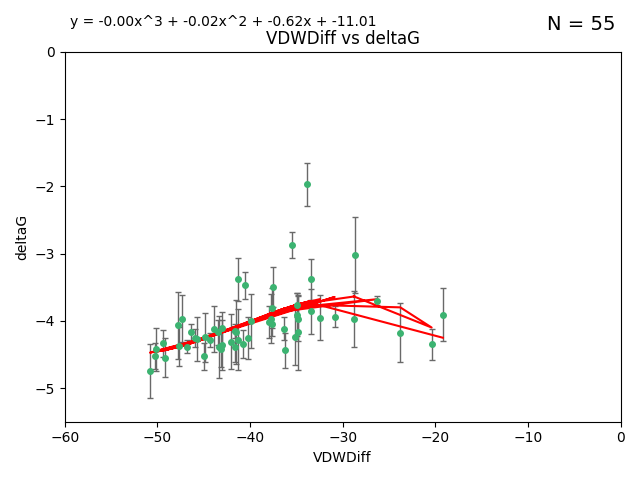 y = -0.00x^3 + -0.02x^2 + -0.62x + -11.01
N = 55
VDWDiff vs deltaG
0
−1
−2
−3
−4
−5
deltaG
−60 −50 −40 −30 −20 −10 0
VDWDiff